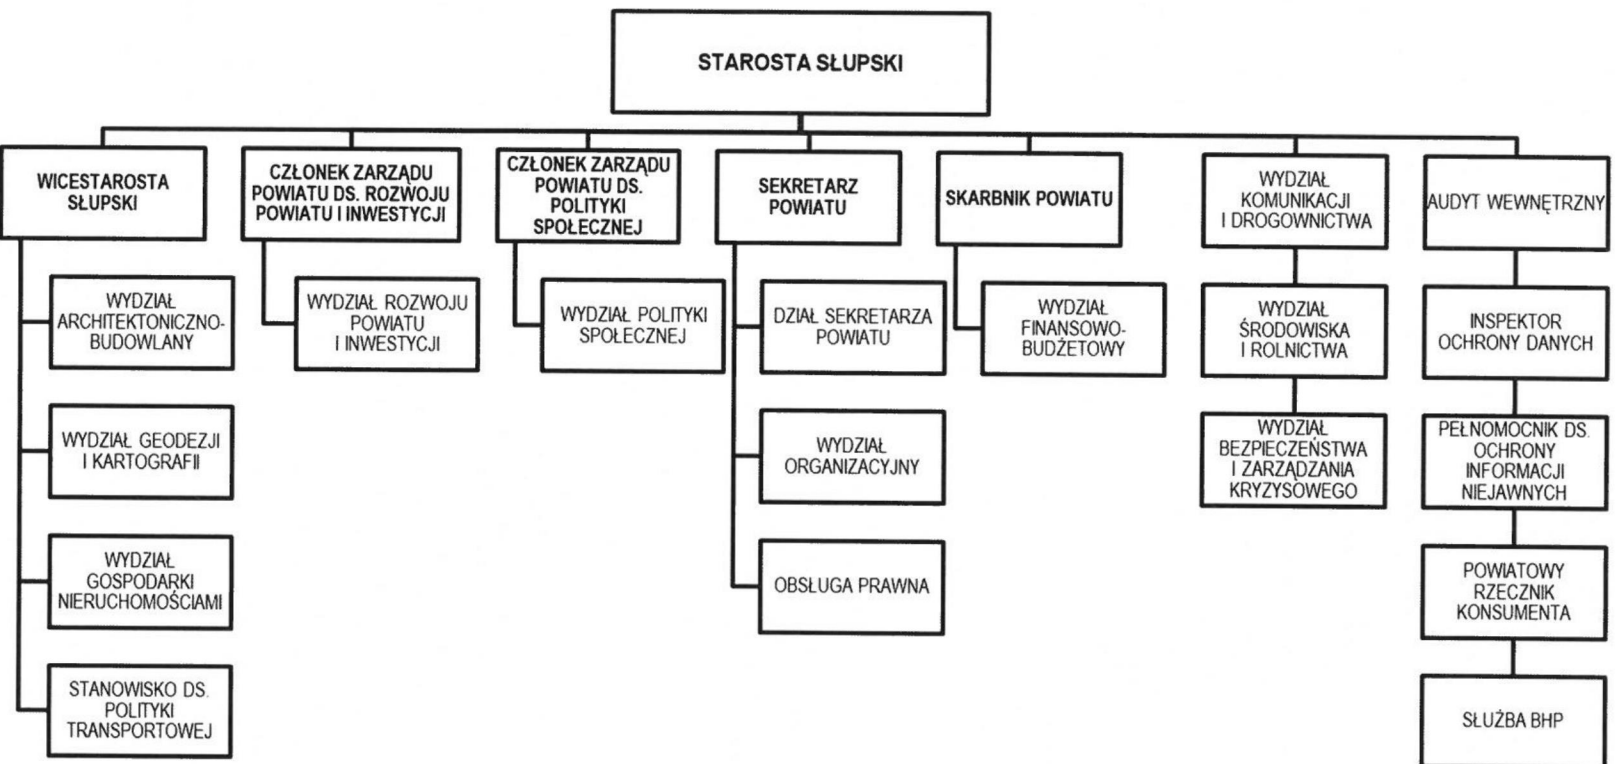 STAROSTA SŁUPSKI
WICESTAROSTA
SŁUPSKI
CZŁONEK ZARZĄDU
POWIATU DS. ROZWOJU
POWIATU I INWESTYCJI
CZŁONEK ZARZĄDU
POWIATU DS.
POLITYKI
SPOŁECZNEJ
SEKRETARZ
POWIATU
SKARBNIK POWIATU
WYDZIAŁ
KOMUNIKACJI
I DROGOWNICTWA
AUDYT WEWNĘTRZNY
WYDZIAŁ
ARCHITEKTONICZNO-
BUDOWLANY
WYDZIAŁ ROZWOJU
POWIATU
I INWESTYCJI
WYDZIAŁ POLITYKI
SPOŁECZNEJ
DZIAŁ SEKRETARZA
POWIATU
WYDZIAŁ
FINANSOWO-
BUDŻETOWY
WYDZIAŁ
ŚRODOWISKA
I ROLNICTWA
INSPEKTOR
OCHRONY DANYCH
WYDZIAŁ GEODEZJI
I KARTOGRAFII
WYDZIAŁ
ORGANIZACYJNY
WYDZIAŁ
BEZPIECZEŃSTWA
I ZARZĄDZANIA
KRYZYSOWEGO
PEŁNOMOCNIK DS.
OCHRONY
INFORMACJI
NIEJAWNYCH
WYDZIAŁ
GOSPODARKI
NIERUCHOMOŚCIAMI
OBSŁUGA PRAWNA
POWIATOWY
RZECZNIK
KONSUMENTA
STANOWISKO DS.
POLITYKI
TRANSPORTOWEJ
SŁUŻBA BHP